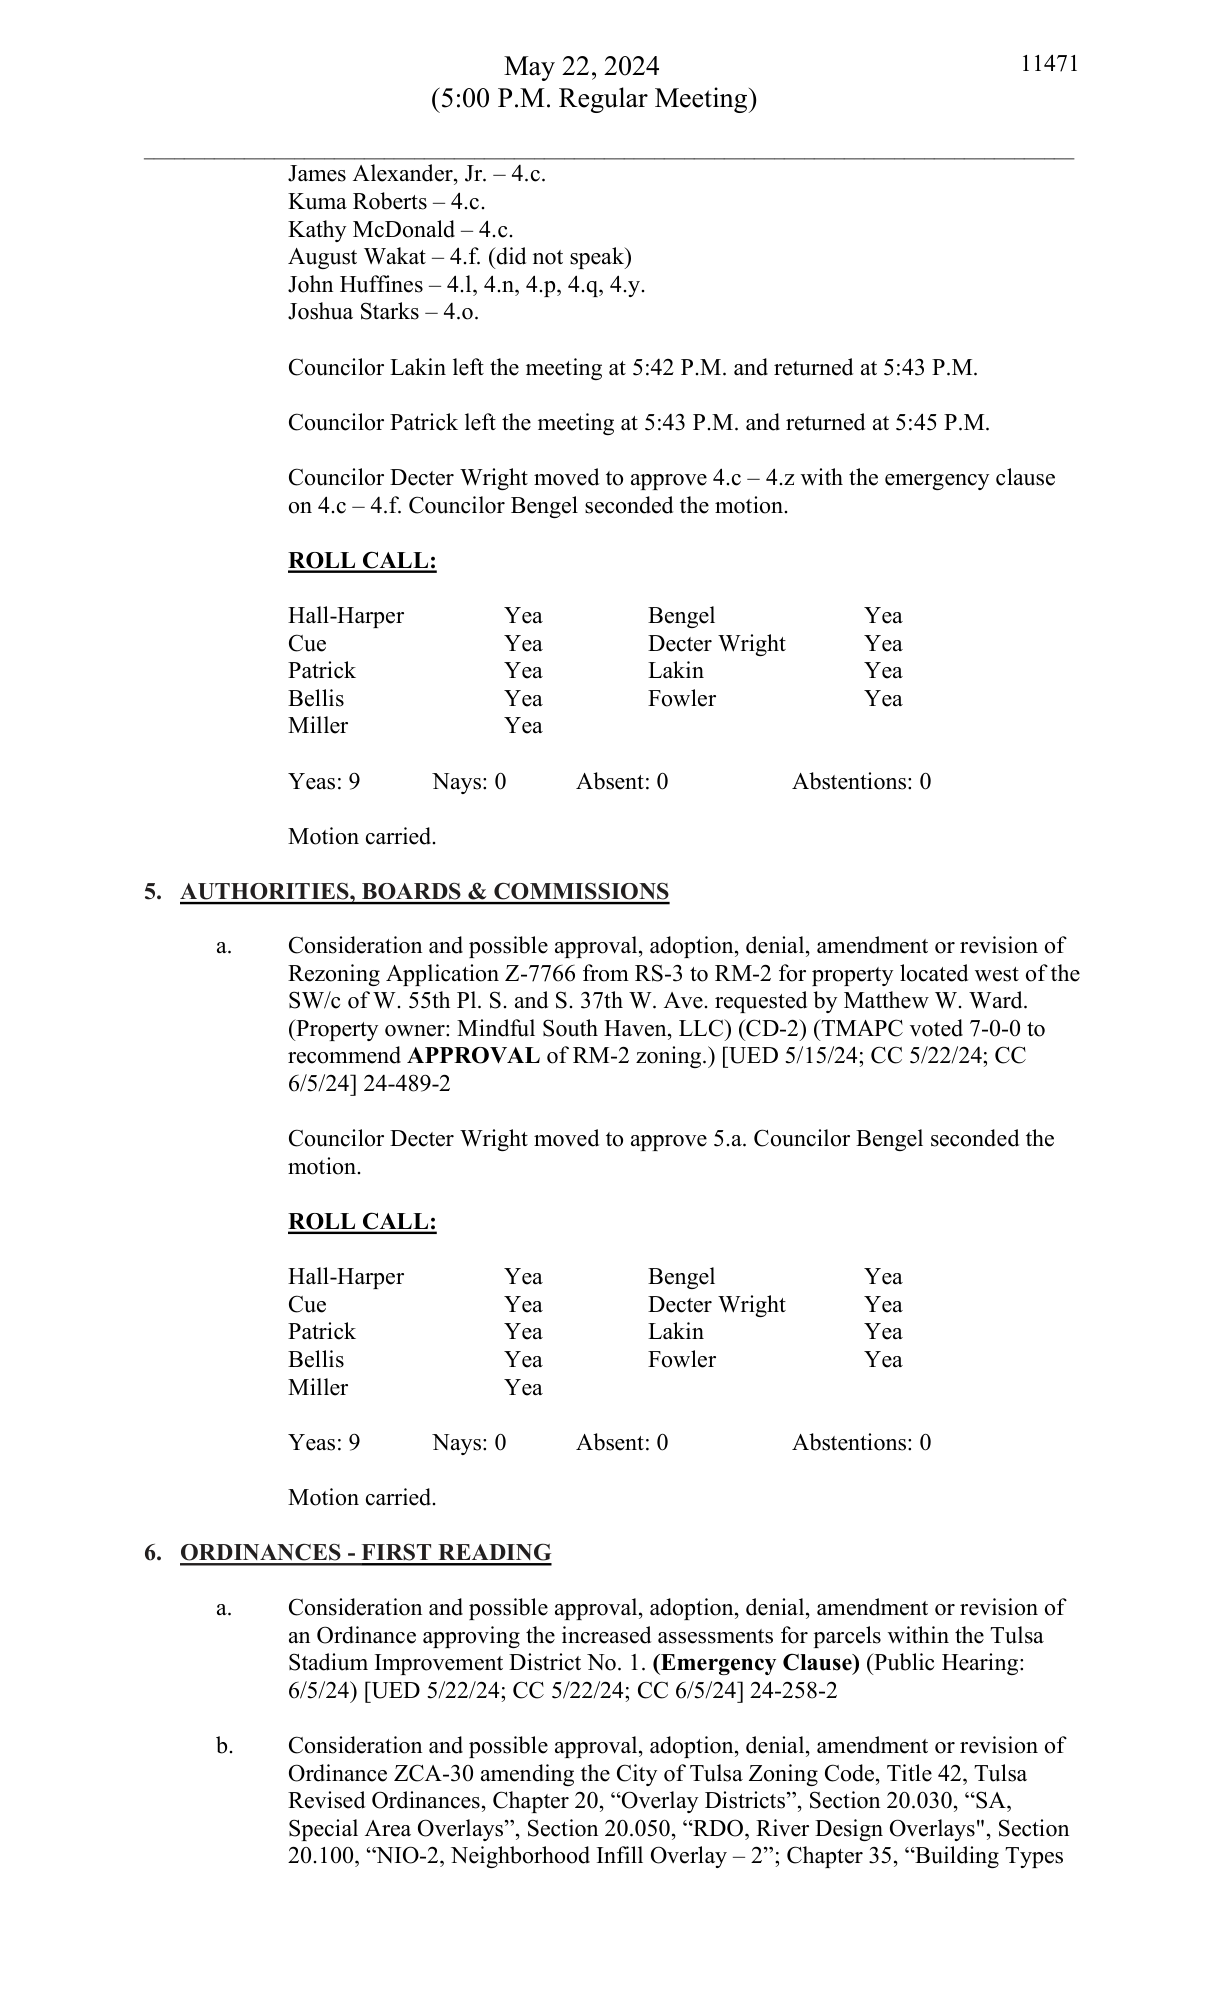 May 22, 2024
11471
(5:00 P.M. Regular Meeting)
James Alexander, Jr. – 4.c.
Kuma Roberts – 4.c.
Kathy McDonald – 4.c.
August Wakat – 4.f. (did not speak)
John Huffines – 4.l, 4.n, 4.p, 4.q, 4.y.
Joshua Starks – 4.o.
Councilor Lakin left the meeting at 5:42 P.M. and returned at 5:43 P.M.
Councilor Patrick left the meeting at 5:43 P.M. and returned at 5:45 P.M.
Councilor Decter Wright moved to approve 4.c – 4.z with the emergency clause
on 4.c – 4.f. Councilor Bengel seconded the motion.
ROLL CALL:
Hall-Harper Yea Bengel Yea
Cue Yea Decter Wright Yea
Patrick Yea Lakin Yea
Bellis Yea Fowler Yea
Miller Yea
Yeas: 9 Nays: 0 Absent: 0 Abstentions: 0
Motion carried.
5. AUTHORITIES, BOARDS & COMMISSIONS
a. Consideration and possible approval, adoption, denial, amendment or revision of
Rezoning Application Z-7766 from RS-3 to RM-2 for property located west of the
SW/c of W. 55th Pl. S. and S. 37th W. Ave. requested by Matthew W. Ward.
(Property owner: Mindful South Haven, LLC) (CD-2) (TMAPC voted 7-0-0 to
recommend APPROVAL of RM-2 zoning.) [UED 5/15/24; CC 5/22/24; CC
6/5/24] 24-489-2
Councilor Decter Wright moved to approve 5.a. Councilor Bengel seconded the
motion.
ROLL CALL:
Hall-Harper Yea Bengel Yea
Cue Yea Decter Wright Yea
Patrick Yea Lakin Yea
Bellis Yea Fowler Yea
Miller Yea
Yeas: 9 Nays: 0 Absent: 0 Abstentions: 0
Motion carried.
6. ORDINANCES - FIRST READING
a. Consideration and possible approval, adoption, denial, amendment or revision of
an Ordinance approving the increased assessments for parcels within the Tulsa
Stadium Improvement District No. 1. (Emergency Clause) (Public Hearing:
6/5/24) [UED 5/22/24; CC 5/22/24; CC 6/5/24] 24-258-2
b. Consideration and possible approval, adoption, denial, amendment or revision of
Ordinance ZCA-30 amending the City of Tulsa Zoning Code, Title 42, Tulsa
Revised Ordinances, Chapter 20, “Overlay Districts”, Section 20.030, “SA,
Special Area Overlays”, Section 20.050, “RDO, River Design Overlays", Section
20.100, “NIO-2, Neighborhood Infill Overlay – 2”; Chapter 35, “Building Types